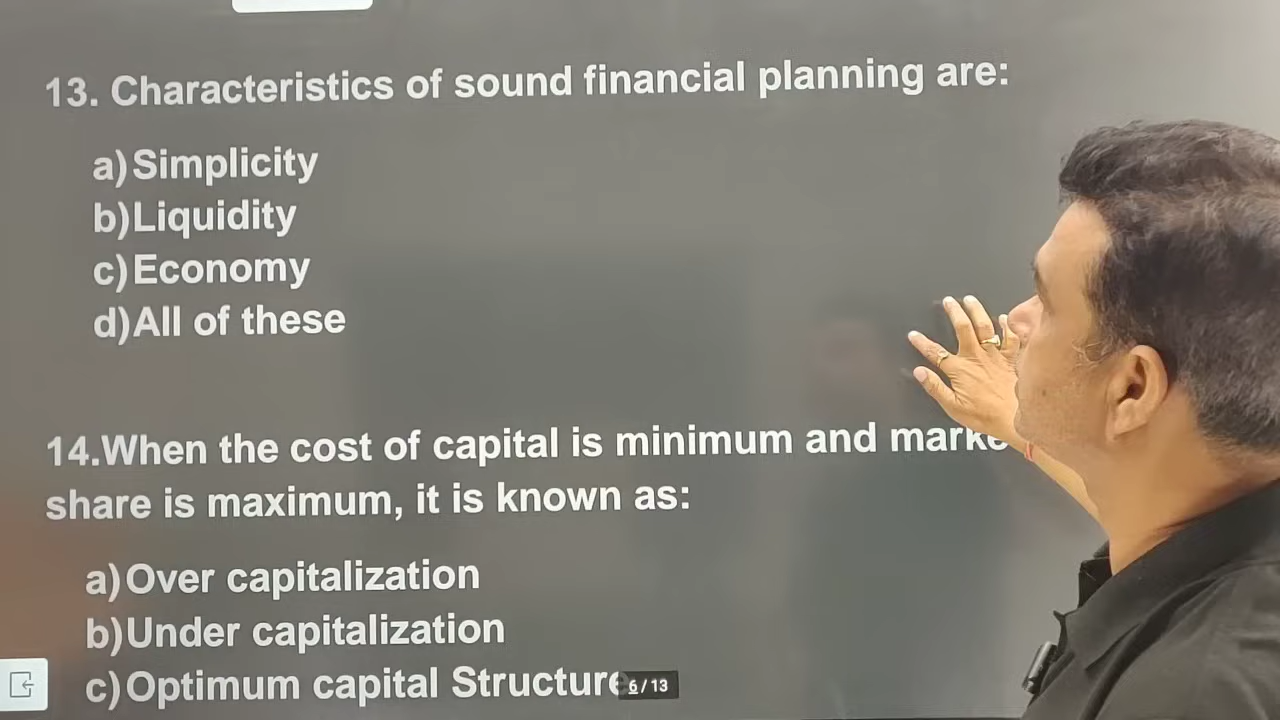 13. Characteristics of sound financial planning are:
a) Simplicity
b) Liquidity
c) Economy
d) All of these
14.When the cost of capital is minimum and
share is maximum, it is known as:
a) Over capitalization
b) Under capitalization
c) Optimum capital Structure
6/13